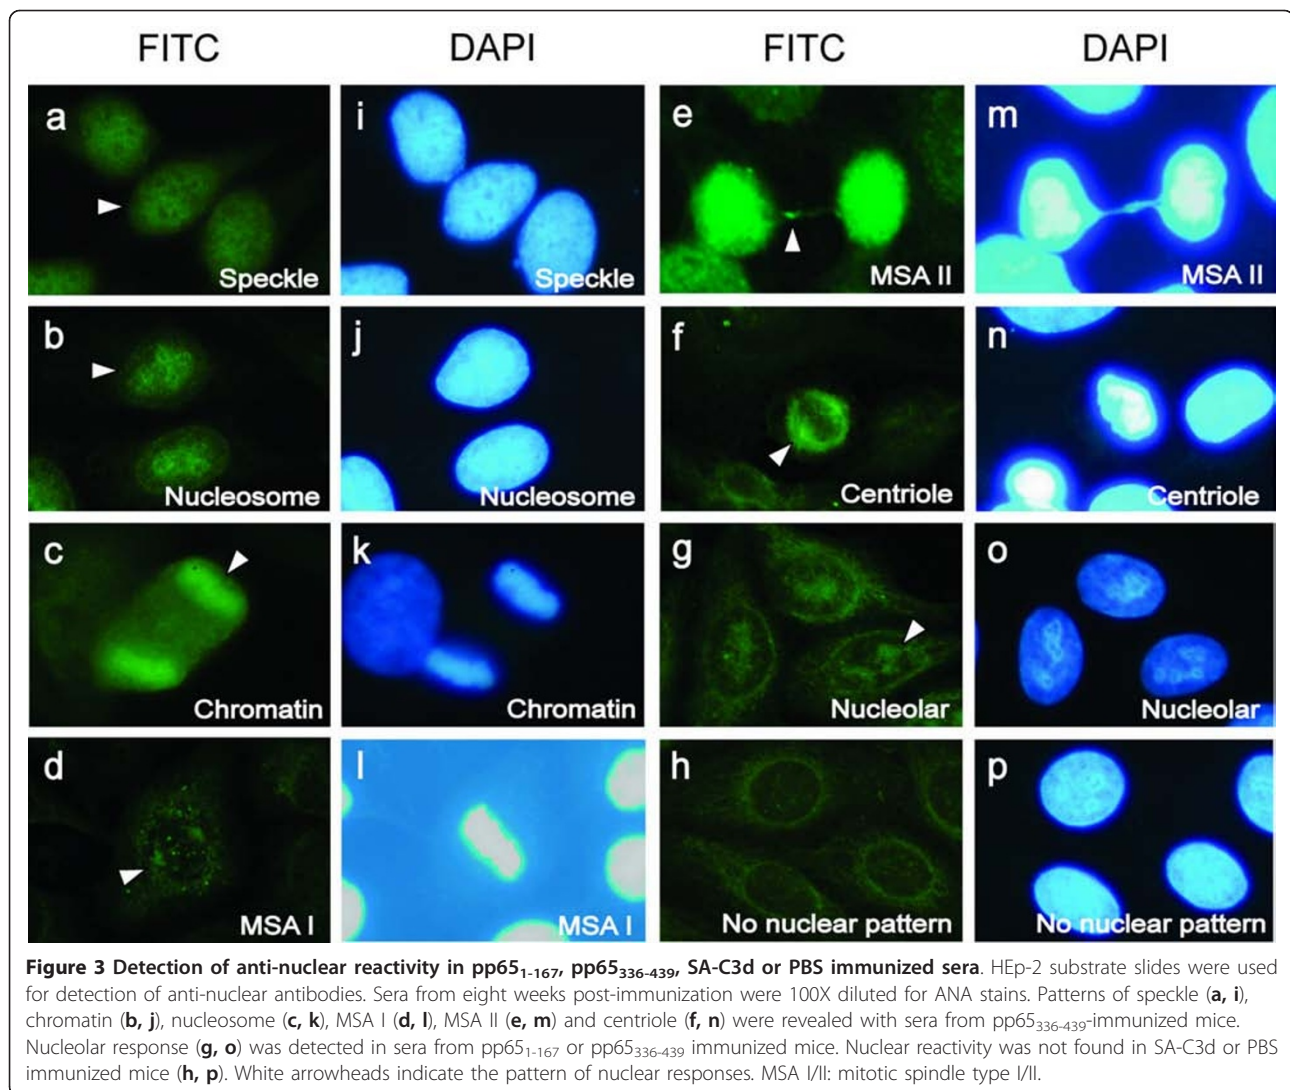 FITC DAPI FITC DAPI
a Speckle
i Speckle
e MSA II
m MSA II
b Nucleosome
j Nucleosome
f Centriole
n Centriole
c Chromatin
k Chromatin
g Nucleolar
o Nucleolar
d MSA I
l MSA I
h No nuclear pattern
p No nuclear pattern
Figure 3 Detection of anti-nuclear reactivity in pp65₁₋₁₆₇, pp65₃₃₆₋₄₃₉, SA-C3d or PBS immunized sera. HEp-2 substrate slides were used
for detection of anti-nuclear antibodies. Sera from eight weeks post-immunization were 100X diluted for ANA stains. Patterns of speckle (a, i),
chromatin (b, j), nucleosome (c, k), MSA I (d, l), MSA II (e, m) and centriole (f, n) were revealed with sera from pp65₃₃₆₋₄₃₉-immunized mice.
Nucleolar response (g, o) was detected in sera from pp65₁₋₁₆₇ or pp65₃₃₆₋₄₃₉ immunized mice. Nuclear reactivity was not found in SA-C3d or PBS
immunized mice (h, p). White arrowheads indicate the pattern of nuclear responses. MSA I/II: mitotic spindle type I/II.